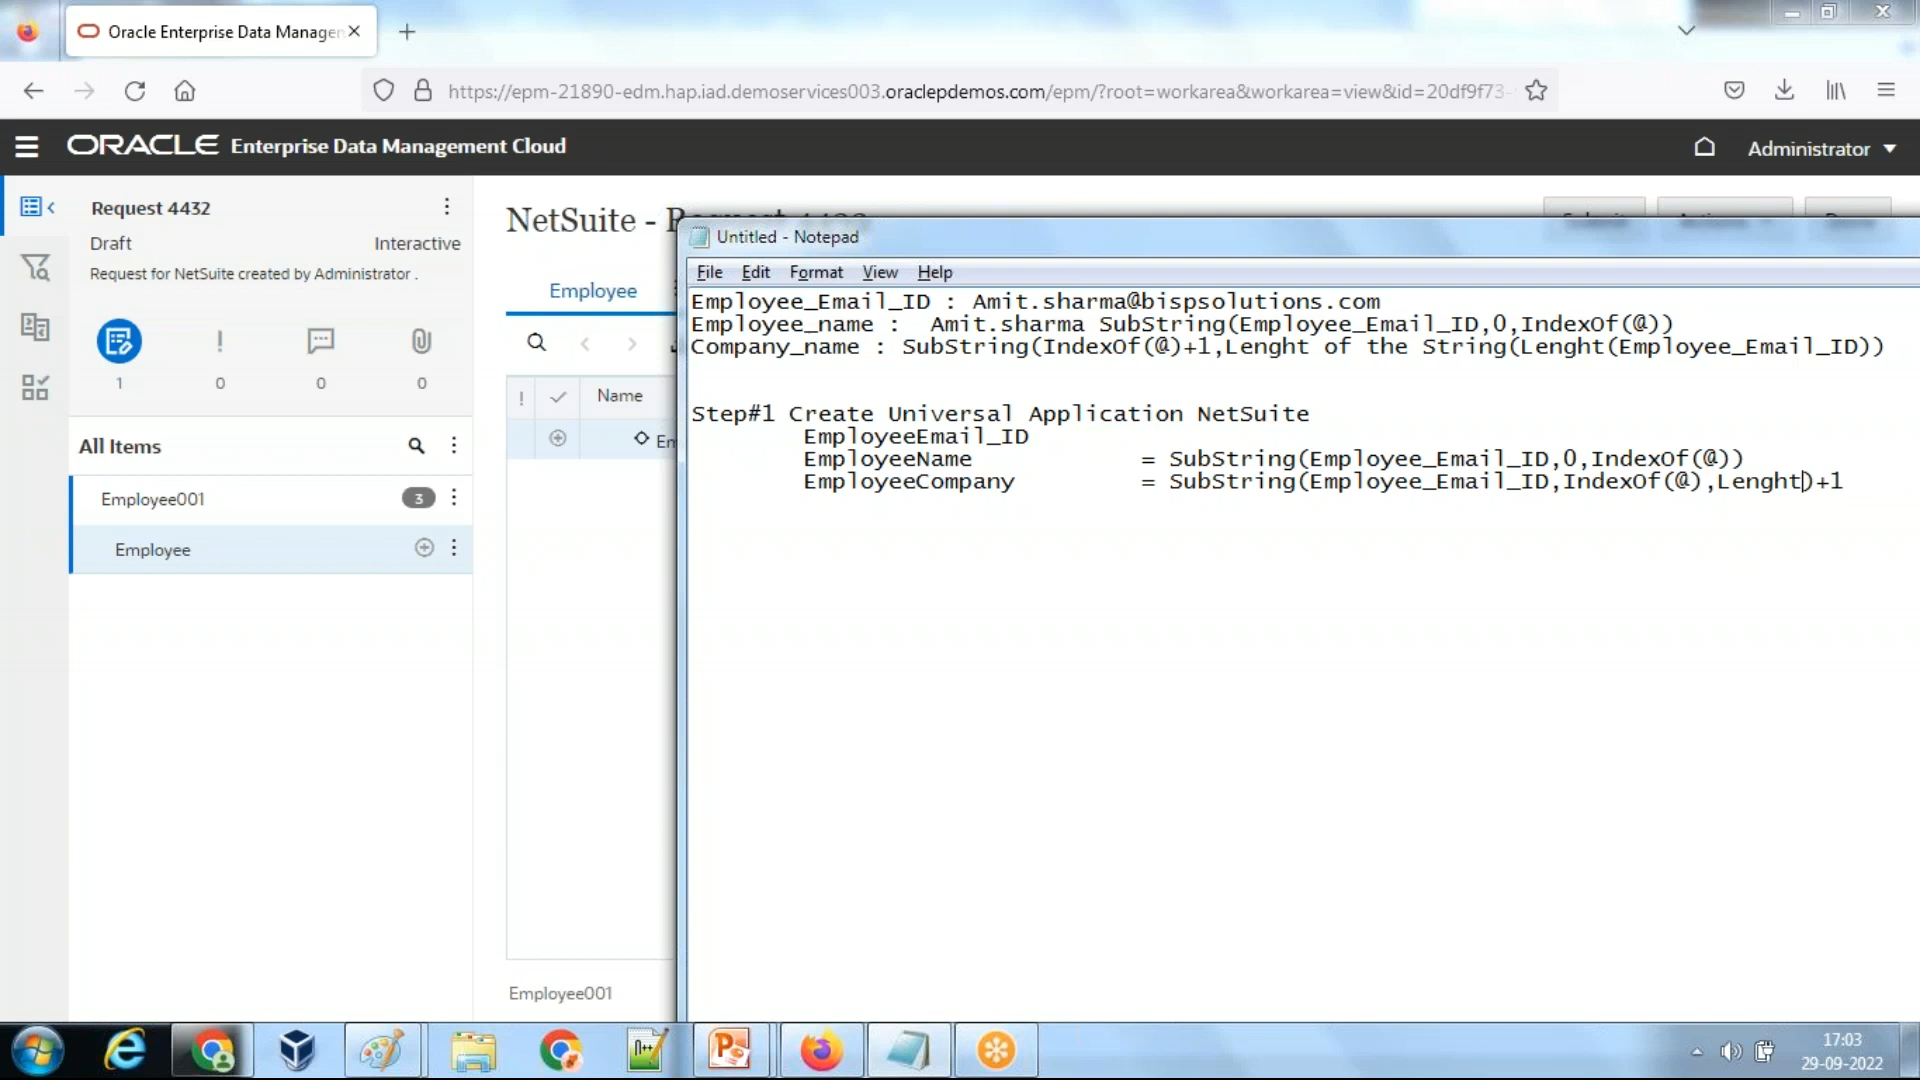 Oracle Enterprise Data Manager
https://epm-21890-edm.hap.iad.demoservices003.oraclepdemos.com/epm/?root=workarea&workarea=view&id=20df9f73-
ORACLE Enterprise Data Management Cloud
Administrator
Request 4432
Draft Interactive
Request for NetSuite created by Administrator .
1 0 0 0
All Items
Employee001 3
Employee
NetSuite - Request 4432
Employee
! Name
Em
Employee001
Untitled - Notepad
File Edit Format View Help
Employee_Email_ID : Amit.sharma@bispsolutions.com
Employee_name : Amit.sharma SubString(Employee_Email_ID,0,IndexOf(@))
Company_name : SubString(IndexOf(@)+1,Lenght of the String(Lenght(Employee_Email_ID))
Step#1 Create Universal Application NetSuite
EmployeeEmail_ID
EmployeeName = SubString(Employee_Email_ID,0,IndexOf(@))
EmployeeCompany = SubString(Employee_Email_ID,IndexOf(@),Lenght)+1
17:03
29-09-2022